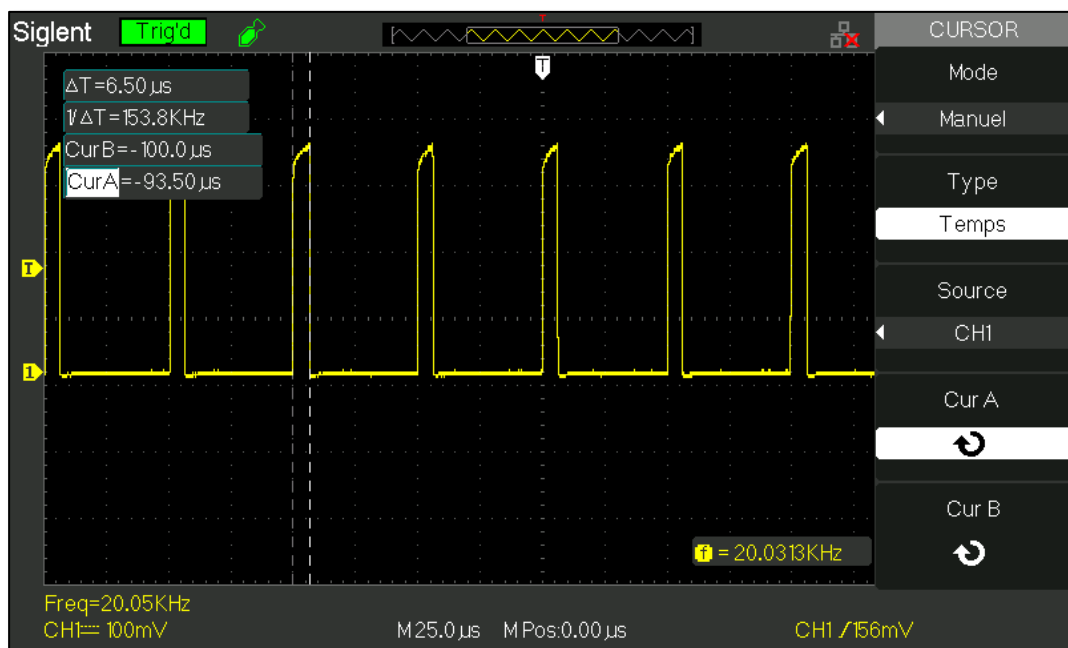 Siglent Trig'd T CURSOR
T
ΔT=6.50µs
1/ΔT=153.8KHz
CurB=-100.0µs
CurA=-93.50µs
Mode
Manuel
Type
Temps
Source
CH1
Cur A
Cur B
T
1
f = 20.0313KHz
Freq=20.05KHz
CH1 100mV M 25.0µs M Pos:0.00µs CH1 /156mV